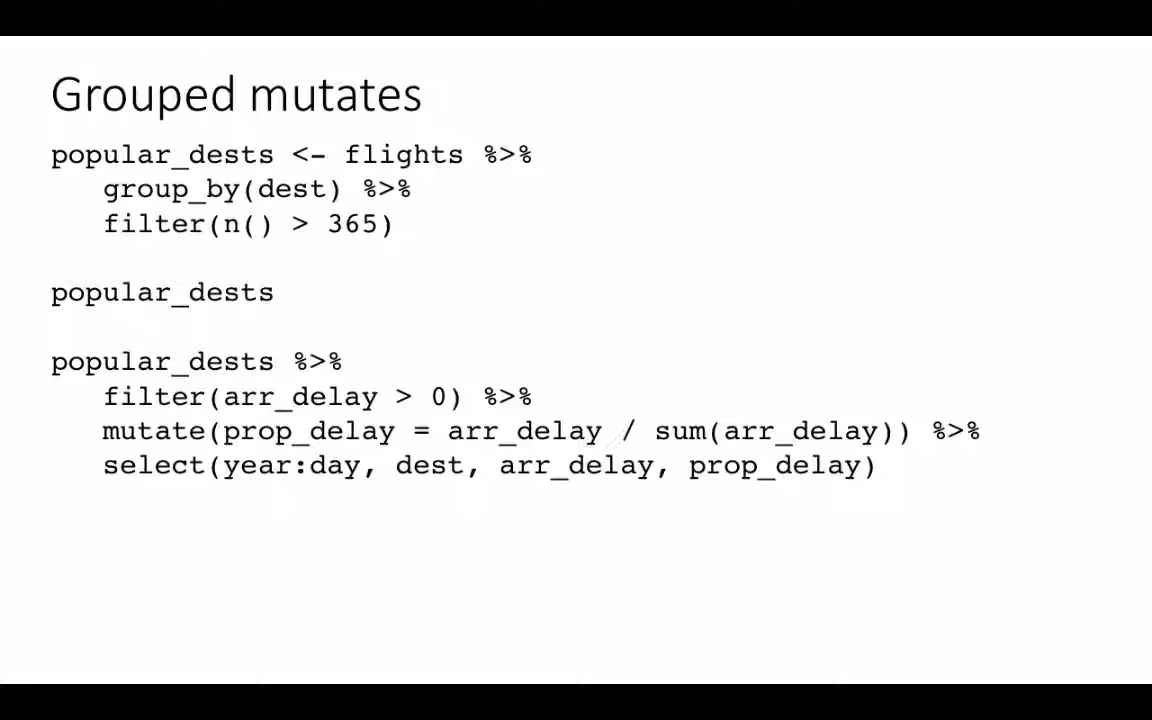 Grouped mutates
popular_dests <- flights %>%
group_by(dest) %>%
filter(n() > 365)
popular_dests
popular_dests %>%
filter(arr_delay > 0) %>%
mutate(prop_delay = arr_delay / sum(arr_delay)) %>%
select(year:day, dest, arr_delay, prop_delay)